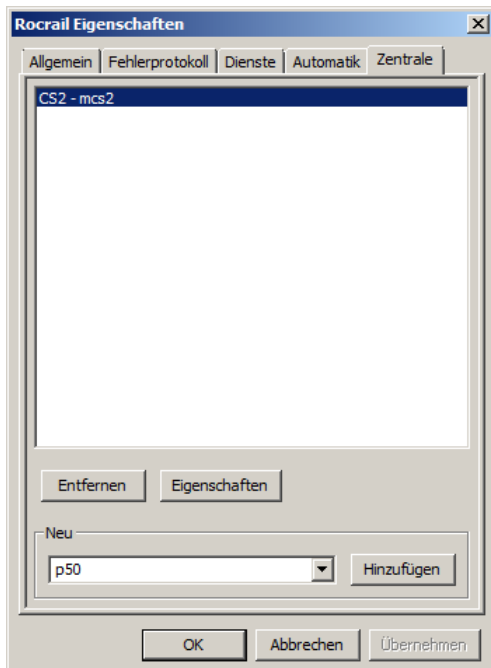 Rocrail Eigenschaften
Allgemein Fehlerprotokoll Dienste Automatik Zentrale
CS2 - mcs2
Entfernen Eigenschaften
Neu
p50 Hinzufügen
OK Abbrechen Übernehmen